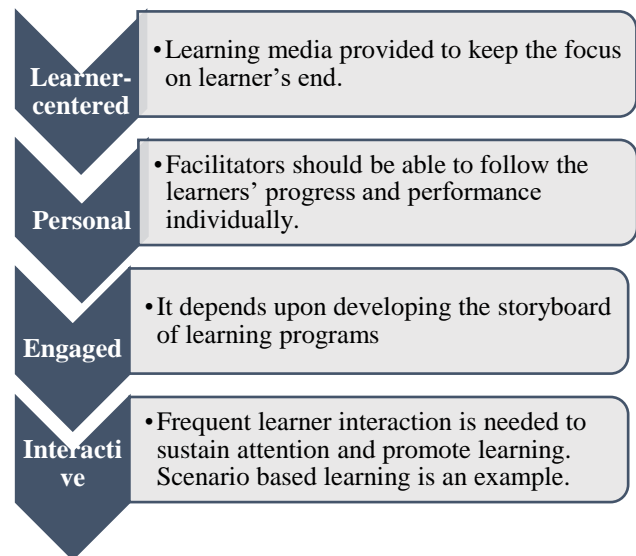 Learner-
centered
•Learning media provided to keep the focus
on learner's end.
Personal
•Facilitators should be able to follow the
learners' progress and performance
individually.
Engaged
•It depends upon developing the storyboard
of learning programs
Interacti
ve
•Frequent learner interaction is needed to
sustain attention and promote learning.
Scenario based learning is an example.